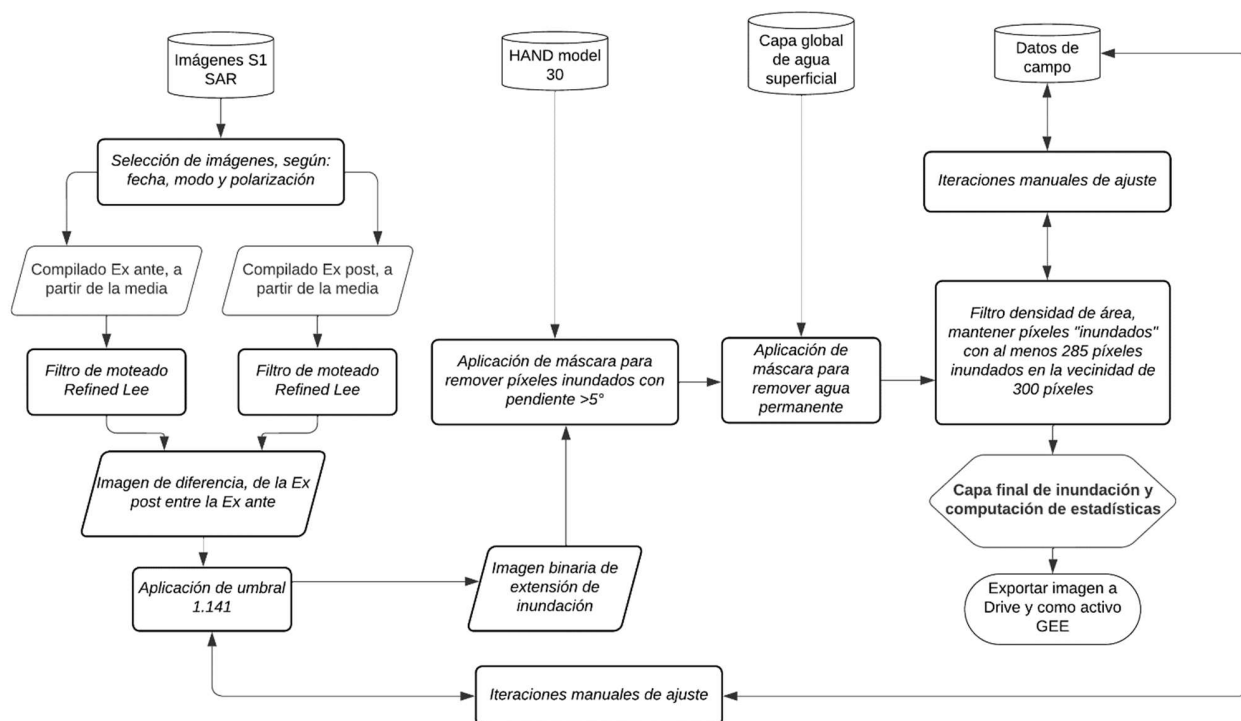 Imágenes S1
SAR
HAND model
30
Capa global
de agua
superficial
Datos de
campo
Selección de imágenes, según:
fecha, modo y polarización
Iteraciones manuales de ajuste
Compilado Ex ante, a
partir de la media
Compilado Ex post, a
partir de la media
Filtro de moteado
Refined Lee
Filtro de moteado
Refined Lee
Aplicación de máscara para
remover píxeles inundados con
pendiente >5°
Aplicación de
máscara para
remover agua
permanente
Filtro densidad de área,
mantener píxeles "inundados"
con al menos 285 píxeles
inundados en la vecinidad de
300 píxeles
Imagen de diferencia, de la Ex
post entre la Ex ante
Capa final de inundación y
computación de estadísticas
Aplicación de umbral
1.141
Imagen binaria de
extensión de
inundación
Exportar imagen a
Drive y como activo
GEE
Iteraciones manuales de ajuste